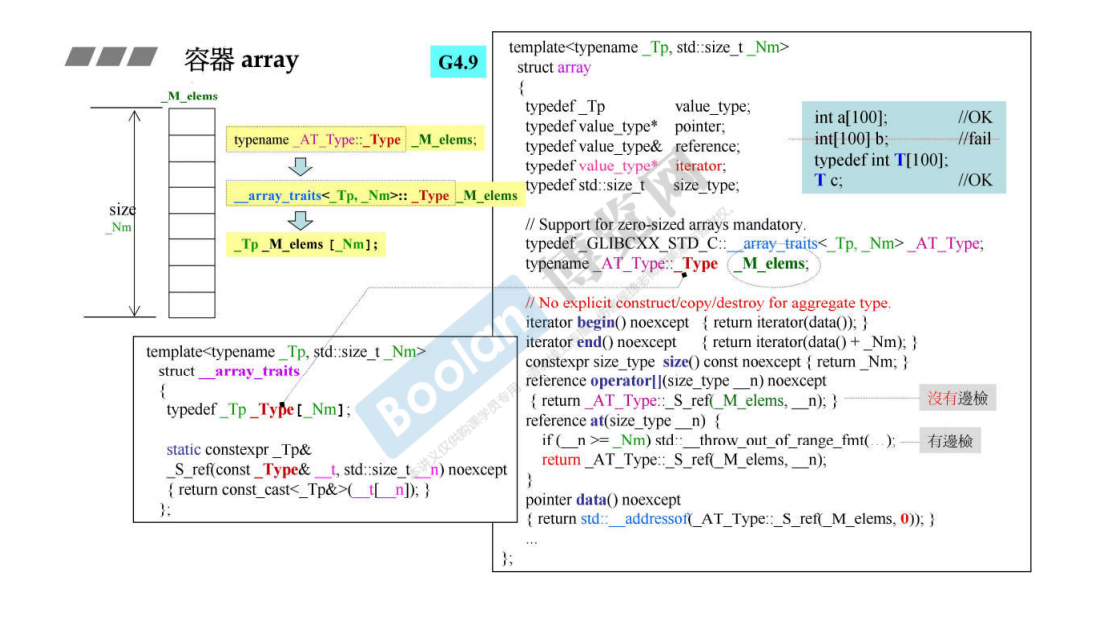 容器 array
G4.9
_M_elems
size
_Nm
typename _AT_Type::_Type _M_elems;
__array_traits<_Tp, _Nm>:: _Type _M_elems
_Tp _M_elems [_Nm];
template<typename _Tp, std::size_t _Nm>
struct __array_traits
{
typedef _Tp _Type[_Nm];
static constexpr _Tp&
_S_ref(const _Type& __t, std::size_t __n) noexcept
{ return const_cast<_Tp&>(__t[__n]); }
};
template<typename _Tp, std::size_t _Nm>
struct array
{
typedef _Tp value_type;
typedef value_type* pointer;
typedef value_type& reference;
typedef value_type* iterator;
typedef std::size_t size_type;
// Support for zero-sized arrays mandatory.
typedef _GLIBCXX_STD_C::__array_traits<_Tp, _Nm> _AT_Type;
typename _AT_Type::_Type _M_elems;
// No explicit construct/copy/destroy for aggregate type.
iterator begin() noexcept { return iterator(data()); }
iterator end() noexcept { return iterator(data() + _Nm); }
constexpr size_type size() const noexcept { return _Nm; }
reference operator[](size_type __n) noexcept
{ return _AT_Type::_S_ref(_M_elems, __n); }
reference at(size_type __n) {
if (__n >= _Nm) std::__throw_out_of_range_fmt(...);
return _AT_Type::_S_ref(_M_elems, __n);
}
pointer data() noexcept
{ return std::__addressof(_AT_Type::_S_ref(_M_elems, 0)); }
...
};
int a[100]; //OK
int[100] b; //fail
typedef int T[100];
T c; //OK
沒有邊檢
有邊檢
Boolan
博览网